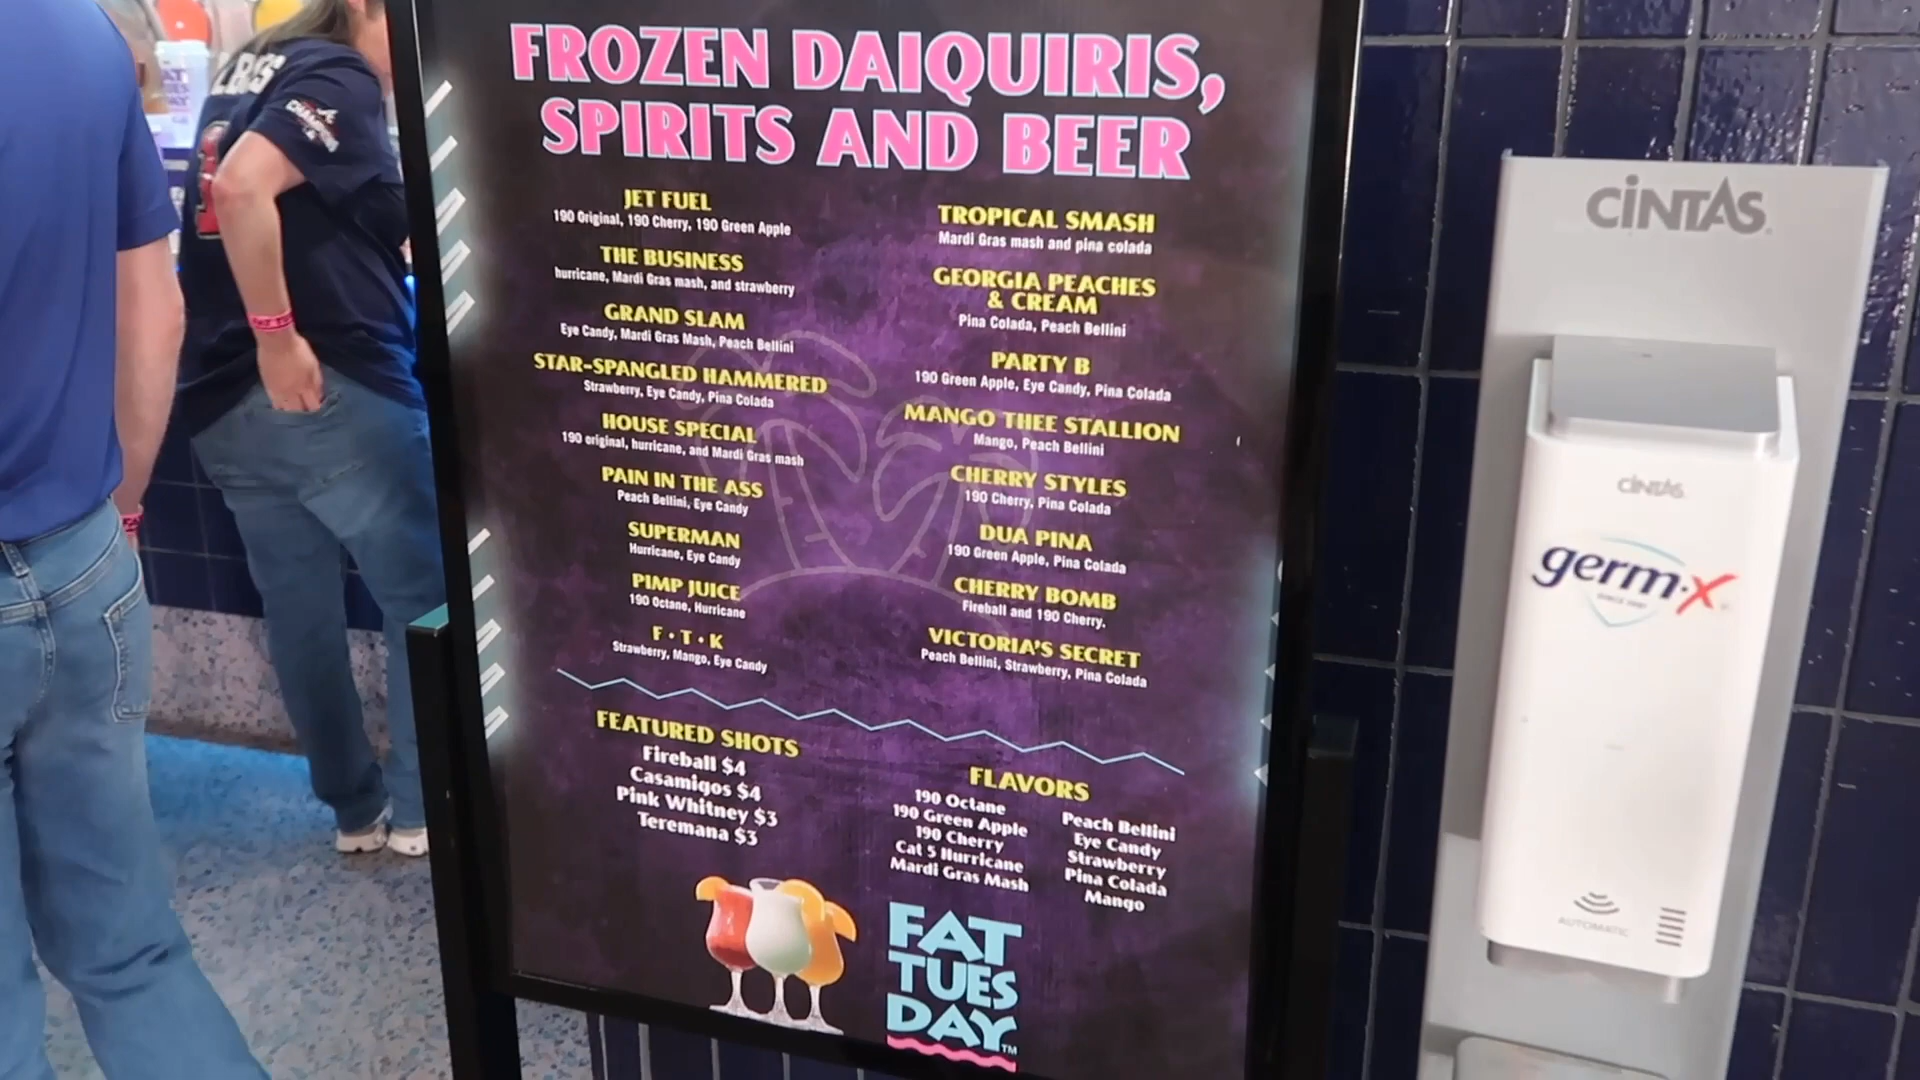 FROZEN DAIQUIRIS,
SPIRITS AND BEER
JET FUEL
190 Original, 190 Cherry, 190 Green Apple
THE BUSINESS
hurricane, Mardi Gras mash, and strawberry
GRAND SLAM
Eye Candy, Mardi Gras Mash, Peach Bellini
STAR-SPANGLED HAMMERED
Strawberry, Eye Candy, Pina Colada
HOUSE SPECIAL
190 original, hurricane, and Mardi Gras mash
PAIN IN THE ASS
Peach Bellini, Eye Candy
SUPERMAN
Hurricane, Eye Candy
PIMP JUICE
190 Octane, Hurricane
F•T•K
Strawberry, Mango, Eye Candy
TROPICAL SMASH
Mardi Gras mash and pina colada
GEORGIA PEACHES
& CREAM
Pina Colada, Peach Bellini
PARTY B
190 Green Apple, Eye Candy, Pina Colada
MANGO THEE STALLION
Mango, Peach Bellini
CHERRY STYLES
190 Cherry, Pina Colada
DUA PINA
190 Green Apple, Pina Colada
CHERRY BOMB
Fireball and 190 Cherry.
VICTORIA'S SECRET
Peach Bellini, Strawberry, Pina Colada
FEATURED SHOTS
Fireball $4
Casamigos $4
Pink Whitney $3
Teremana $3
FLAVORS
190 Octane
190 Green Apple
190 Cherry
Cat 5 Hurricane
Mardi Gras Mash
Peach Bellini
Eye Candy
Strawberry
Pina Colada
Mango
FAT
TUES
DAY™
CINTAS
CINTAS
germ-x
AUTOMATIC